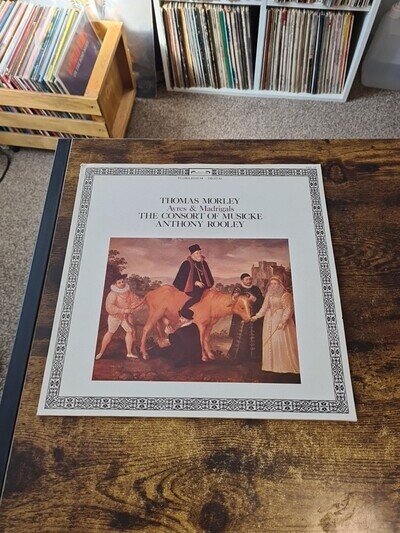 THOMAS MORLEY
Ayres & Madrigals
THE CONSORT OF MUSICKE
ANTHONY ROOLEY